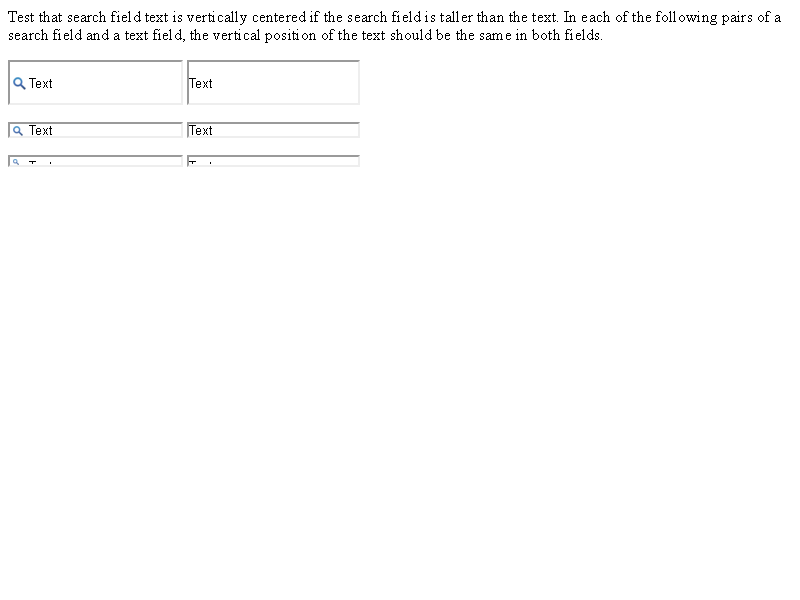 Test that search field text is vertically centered if the search field is taller than the text. In each of the following pairs of a
search field and a text field, the vertical position of the text should be the same in both fields.
Text Text
Text Text